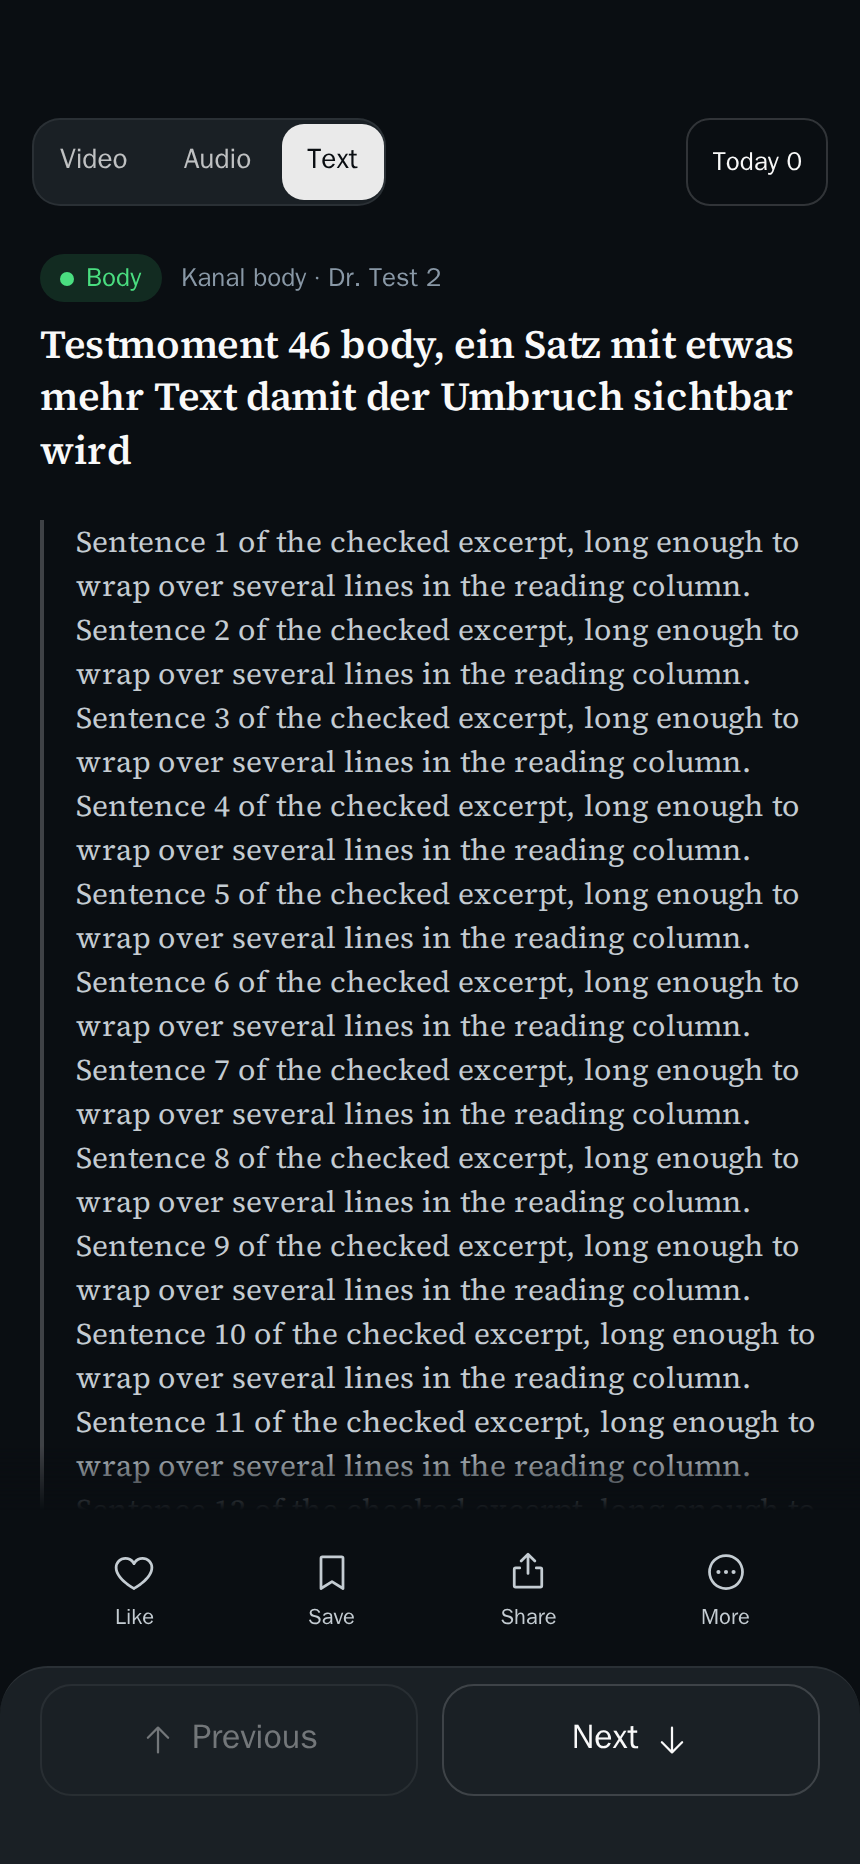 Video Audio Text Today 0
Body Kanal body · Dr. Test 2
Testmoment 46 body, ein Satz mit etwas
mehr Text damit der Umbruch sichtbar
wird
Sentence 1 of the checked excerpt, long enough to
wrap over several lines in the reading column.
Sentence 2 of the checked excerpt, long enough to
wrap over several lines in the reading column.
Sentence 3 of the checked excerpt, long enough to
wrap over several lines in the reading column.
Sentence 4 of the checked excerpt, long enough to
wrap over several lines in the reading column.
Sentence 5 of the checked excerpt, long enough to
wrap over several lines in the reading column.
Sentence 6 of the checked excerpt, long enough to
wrap over several lines in the reading column.
Sentence 7 of the checked excerpt, long enough to
wrap over several lines in the reading column.
Sentence 8 of the checked excerpt, long enough to
wrap over several lines in the reading column.
Sentence 9 of the checked excerpt, long enough to
wrap over several lines in the reading column.
Sentence 10 of the checked excerpt, long enough to
wrap over several lines in the reading column.
Sentence 11 of the checked excerpt, long enough to
wrap over several lines in the reading column.
Sentence 12 of the checked excerpt, long enough to
Like Save Share More
Previous Next